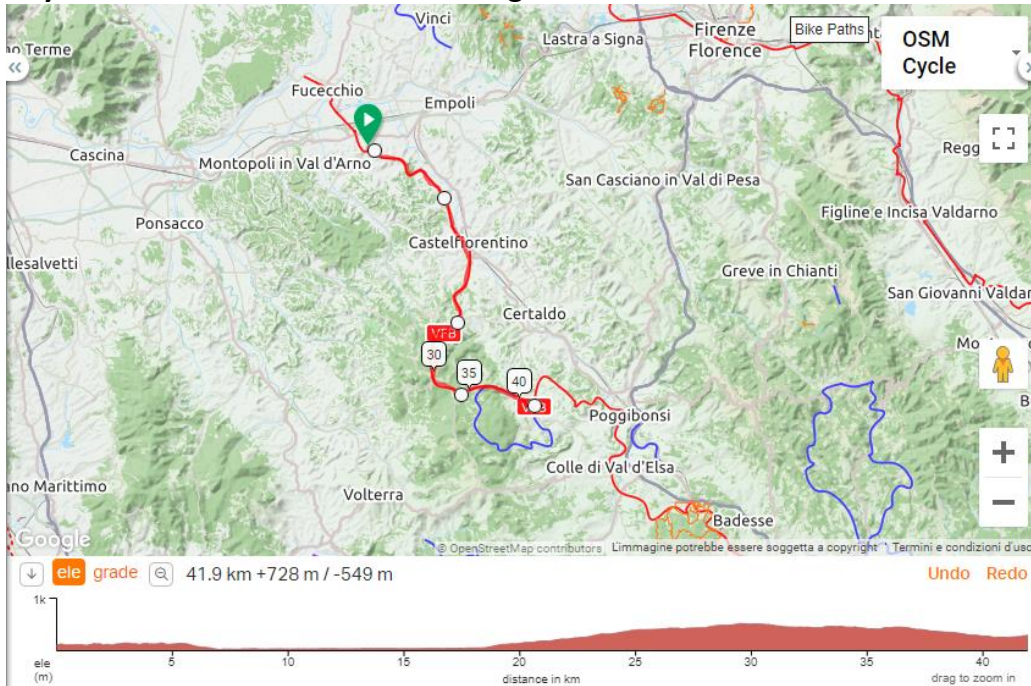 Vinci
Firenze
Florence
Bike Paths
OSM
Cycle
Lastra a Signa
no Terme
«
Fucecchio
Empoli
Cascina
Montopoli in Val d'Arno
Regg
San Casciano in Val di Pesa
Ponsacco
Figline e Incisa Valdarno
Castelfiorentino
llesalvetti
Greve in Chianti
San Giovanni Valdar
Certaldo
VFB
30
35
40
B
Poggibonsi
Colle di Val d'Elsa
ano Marittimo
Volterra
Badesse
+
−
Google
© OpenStreetMap contributors
L'immagine potrebbe essere soggetta a copyright
Termini e condizioni d'uso
ele grade 41.9 km +728 m / -549 m
Undo Redo
1k
ele
(m)
5 10 15 20 25 30 35 40
distance in km
drag to zoom in